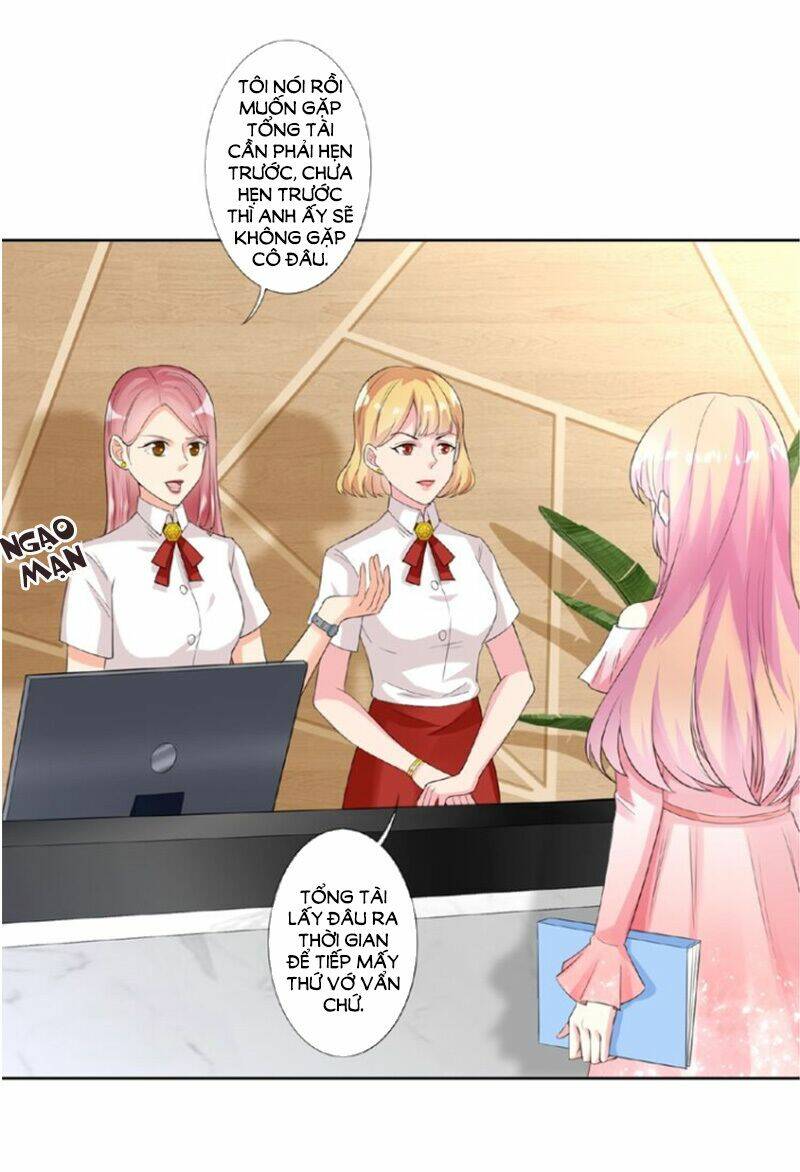 TÔI NÓI RỒI
MUỐN GẶP
TỔNG TÀI
CẦN PHẢI HẸN
TRƯỚC, CHƯA
HẸN TRƯỚC
THÌ ANH ẤY SẼ
KHÔNG GẶP
CÔ ĐÂU.
NGẠO
MẠN
TỔNG TÀI
LẤY ĐÂU RA
THỜI GIAN
ĐỂ TIẾP MẤY
THỨ VỚ VẨN
CHỨ.